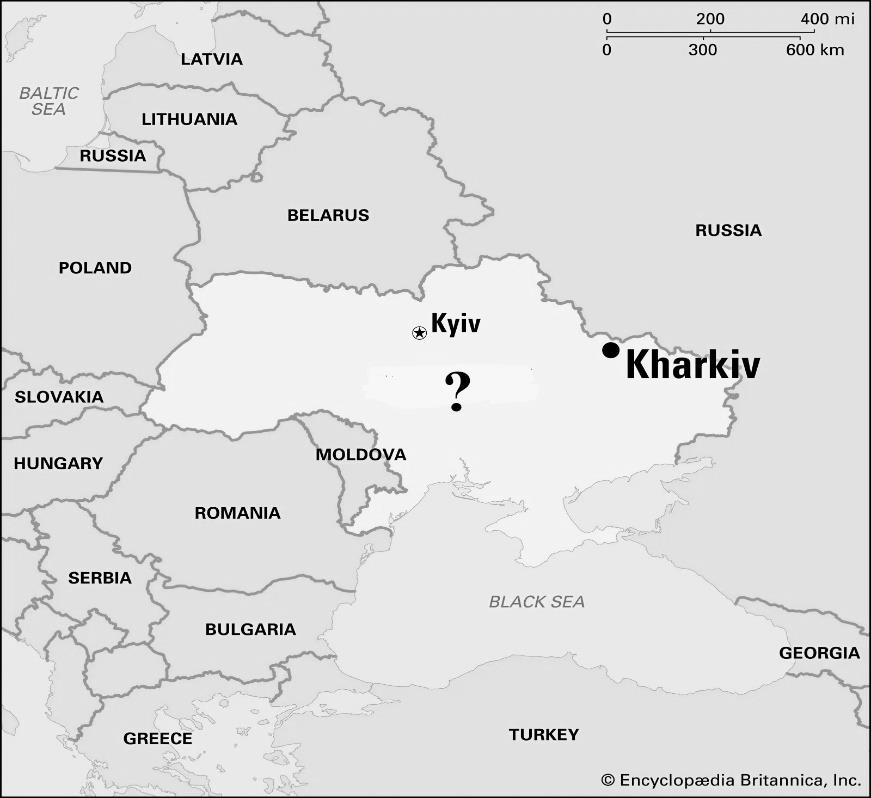 0 200 400 mi
0 300 600 km
LATVIA
BALTIC
SEA
LITHUANIA
RUSSIA
BELARUS
RUSSIA
POLAND
Kyiv
Kharkiv
?
SLOVAKIA
MOLDOVA
HUNGARY
ROMANIA
SERBIA
BLACK SEA
BULGARIA
GEORGIA
TURKEY
GREECE
© Encyclopædia Britannica, Inc.